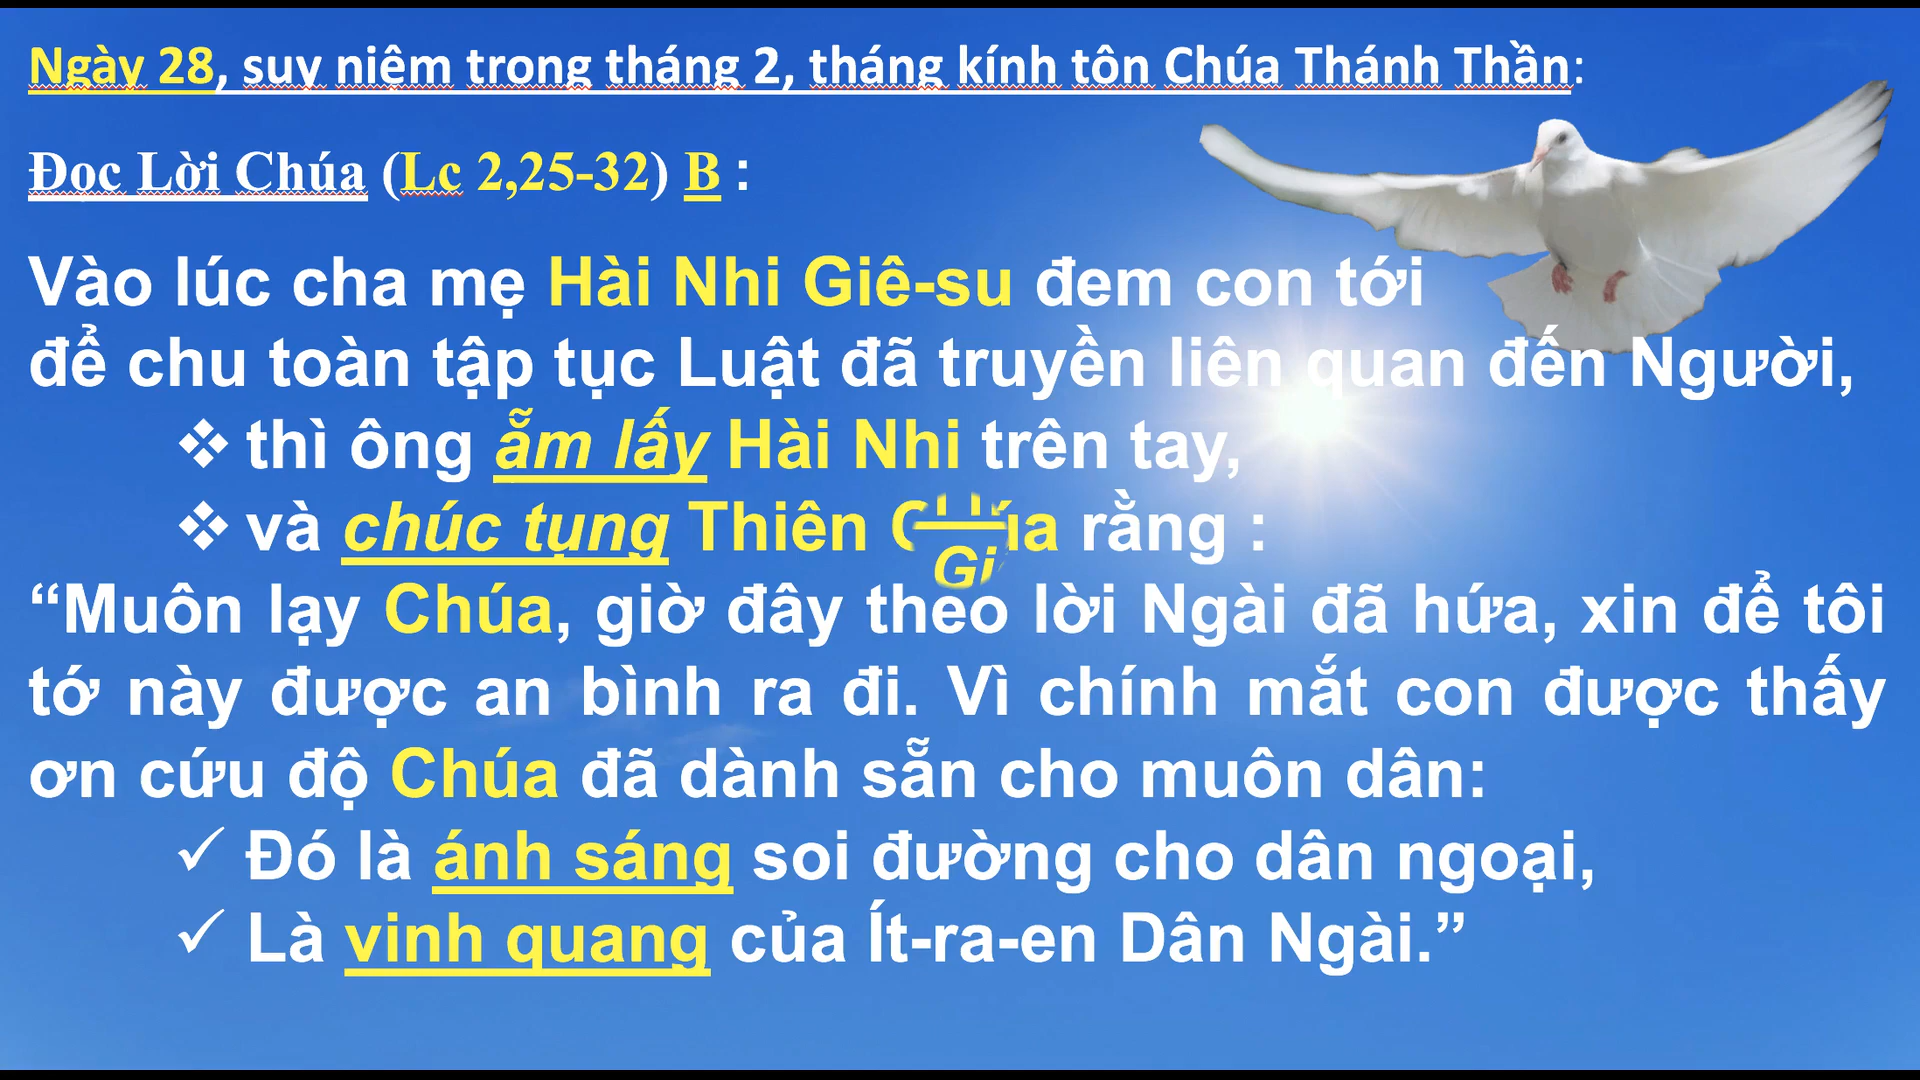 Ngày 28, suy niệm trong tháng 2, tháng kính tôn Chúa Thánh Thần:
Đọc Lời Chúa (Lc 2,25-32) B :
Vào lúc cha mẹ Hài Nhi Giê-su đem con tới
để chu toàn tập tục Luật đã truyền liên quan đến Người,
❖ thì ông ẵm lấy Hài Nhi trên tay,
❖ và chúc tụng Thiên Chúa rằng :
Gi
“Muôn lạy Chúa, giờ đây theo lời Ngài đã hứa, xin để tôi
tớ này được an bình ra đi. Vì chính mắt con được thấy
ơn cứu độ Chúa đã dành sẵn cho muôn dân:
✓ Đó là ánh sáng soi đường cho dân ngoại,
✓ Là vinh quang của Ít-ra-en Dân Ngài.”